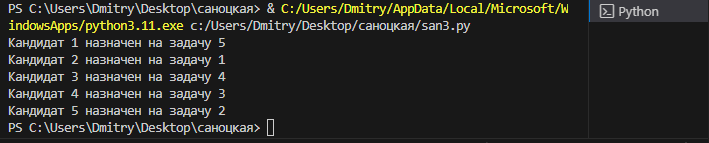 PS C:\Users\Dmitry\Desktop\саноцкая> & C:/Users/Dmitry/AppData/Local/Microsoft/W
indowsApps/python3.11.exe c:/Users/Dmitry/Desktop/саноцкая/san3.py
Кандидат 1 назначен на задачу 5
Кандидат 2 назначен на задачу 1
Кандидат 3 назначен на задачу 4
Кандидат 4 назначен на задачу 3
Кандидат 5 назначен на задачу 2
PS C:\Users\Dmitry\Desktop\саноцкая>
Python